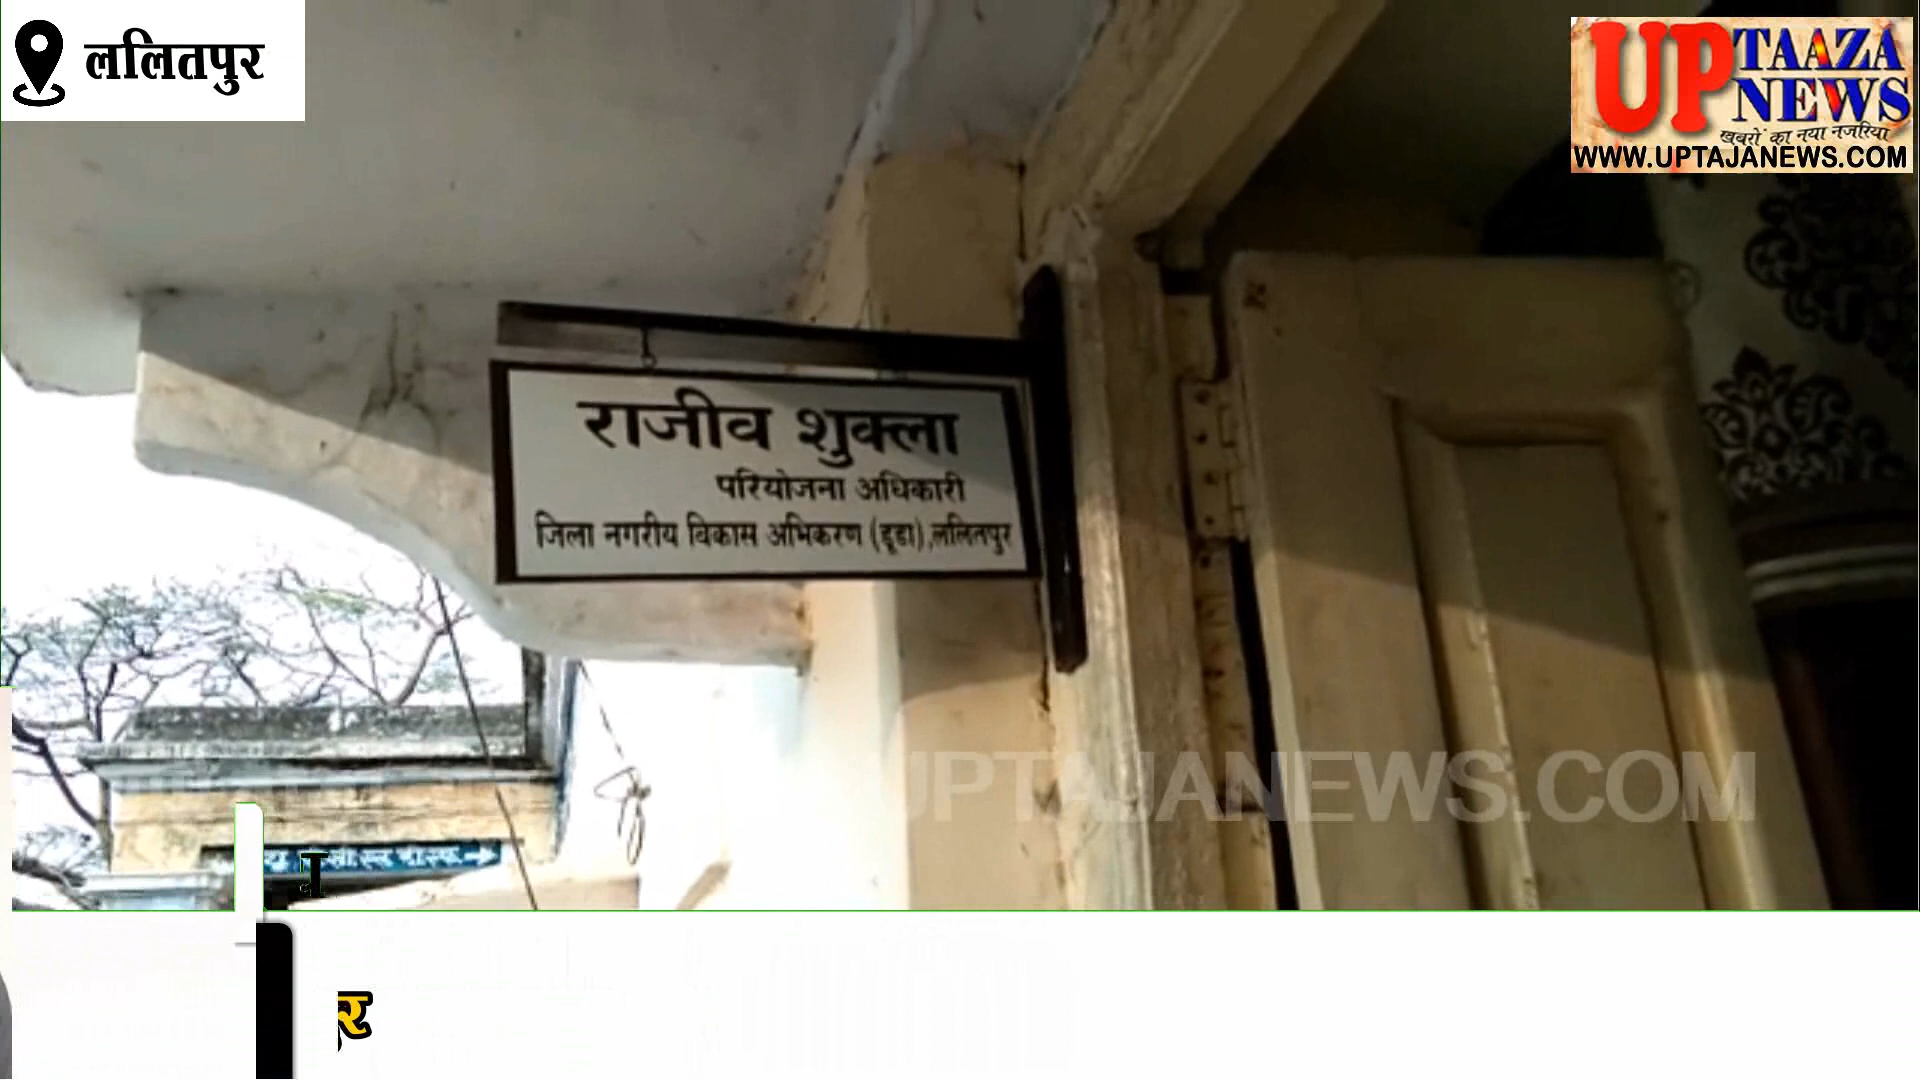 ललितपुर
UP TAAZA
NEWS
खबरों का नया नजरिया
WWW.UPTAJANEWS.COM
राजीव शुक्ला
परियोजना अधिकारी
जिला नगरीय विकास अभिकरण (डूडा),ललितपुर
UPTAJANEWS.COM